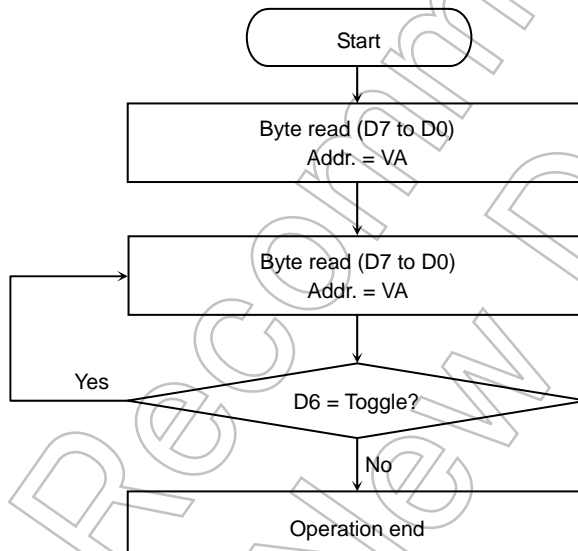 Start
Byte read (D7 to D0)
Addr. = VA
Byte read (D7 to D0)
Addr. = VA
Yes
D6 = Toggle?
No
Operation end